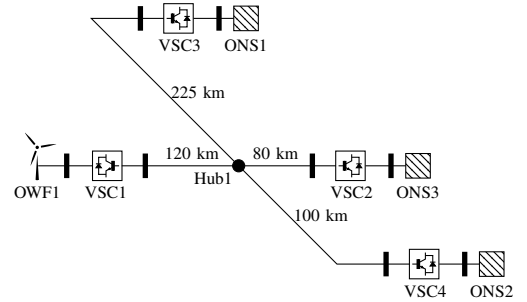 VSC3
ONS1
225 km
120 km
80 km
OWF1
VSC1
Hub1
VSC2
ONS3
100 km
VSC4
ONS2